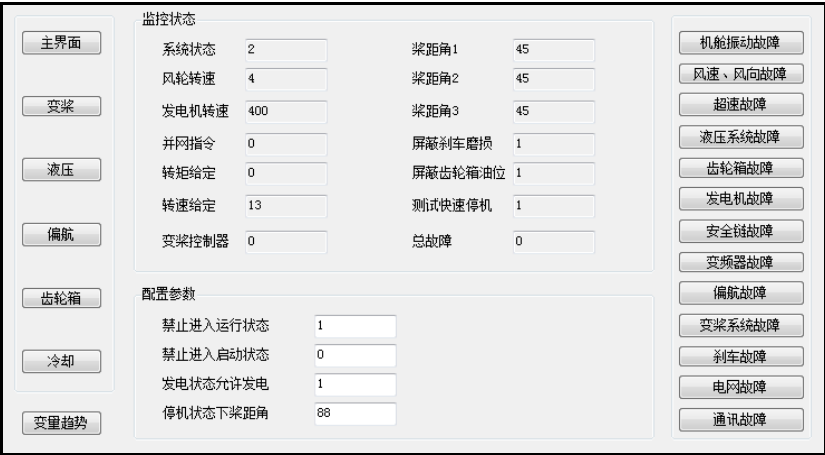 主界面
变桨
液压
偏航
齿轮箱
冷却
变量趋势
监控状态
系统状态 2 桨距角1 45
风轮转速 4 桨距角2 45
发电机转速 400 桨距角3 45
并网指令 0 屏蔽刹车磨损 1
转矩给定 0 屏蔽齿轮箱油位 1
转速给定 13 测试快速停机 1
变桨控制器 0 总故障 0
配置参数
禁止进入运行状态 1
禁止进入启动状态 0
发电状态允许发电 1
停机状态下桨距角 88
机舱振动故障
风速、风向故障
超速故障
液压系统故障
齿轮箱故障
发电机故障
安全链故障
变频器故障
偏航故障
变桨系统故障
刹车故障
电网故障
通讯故障